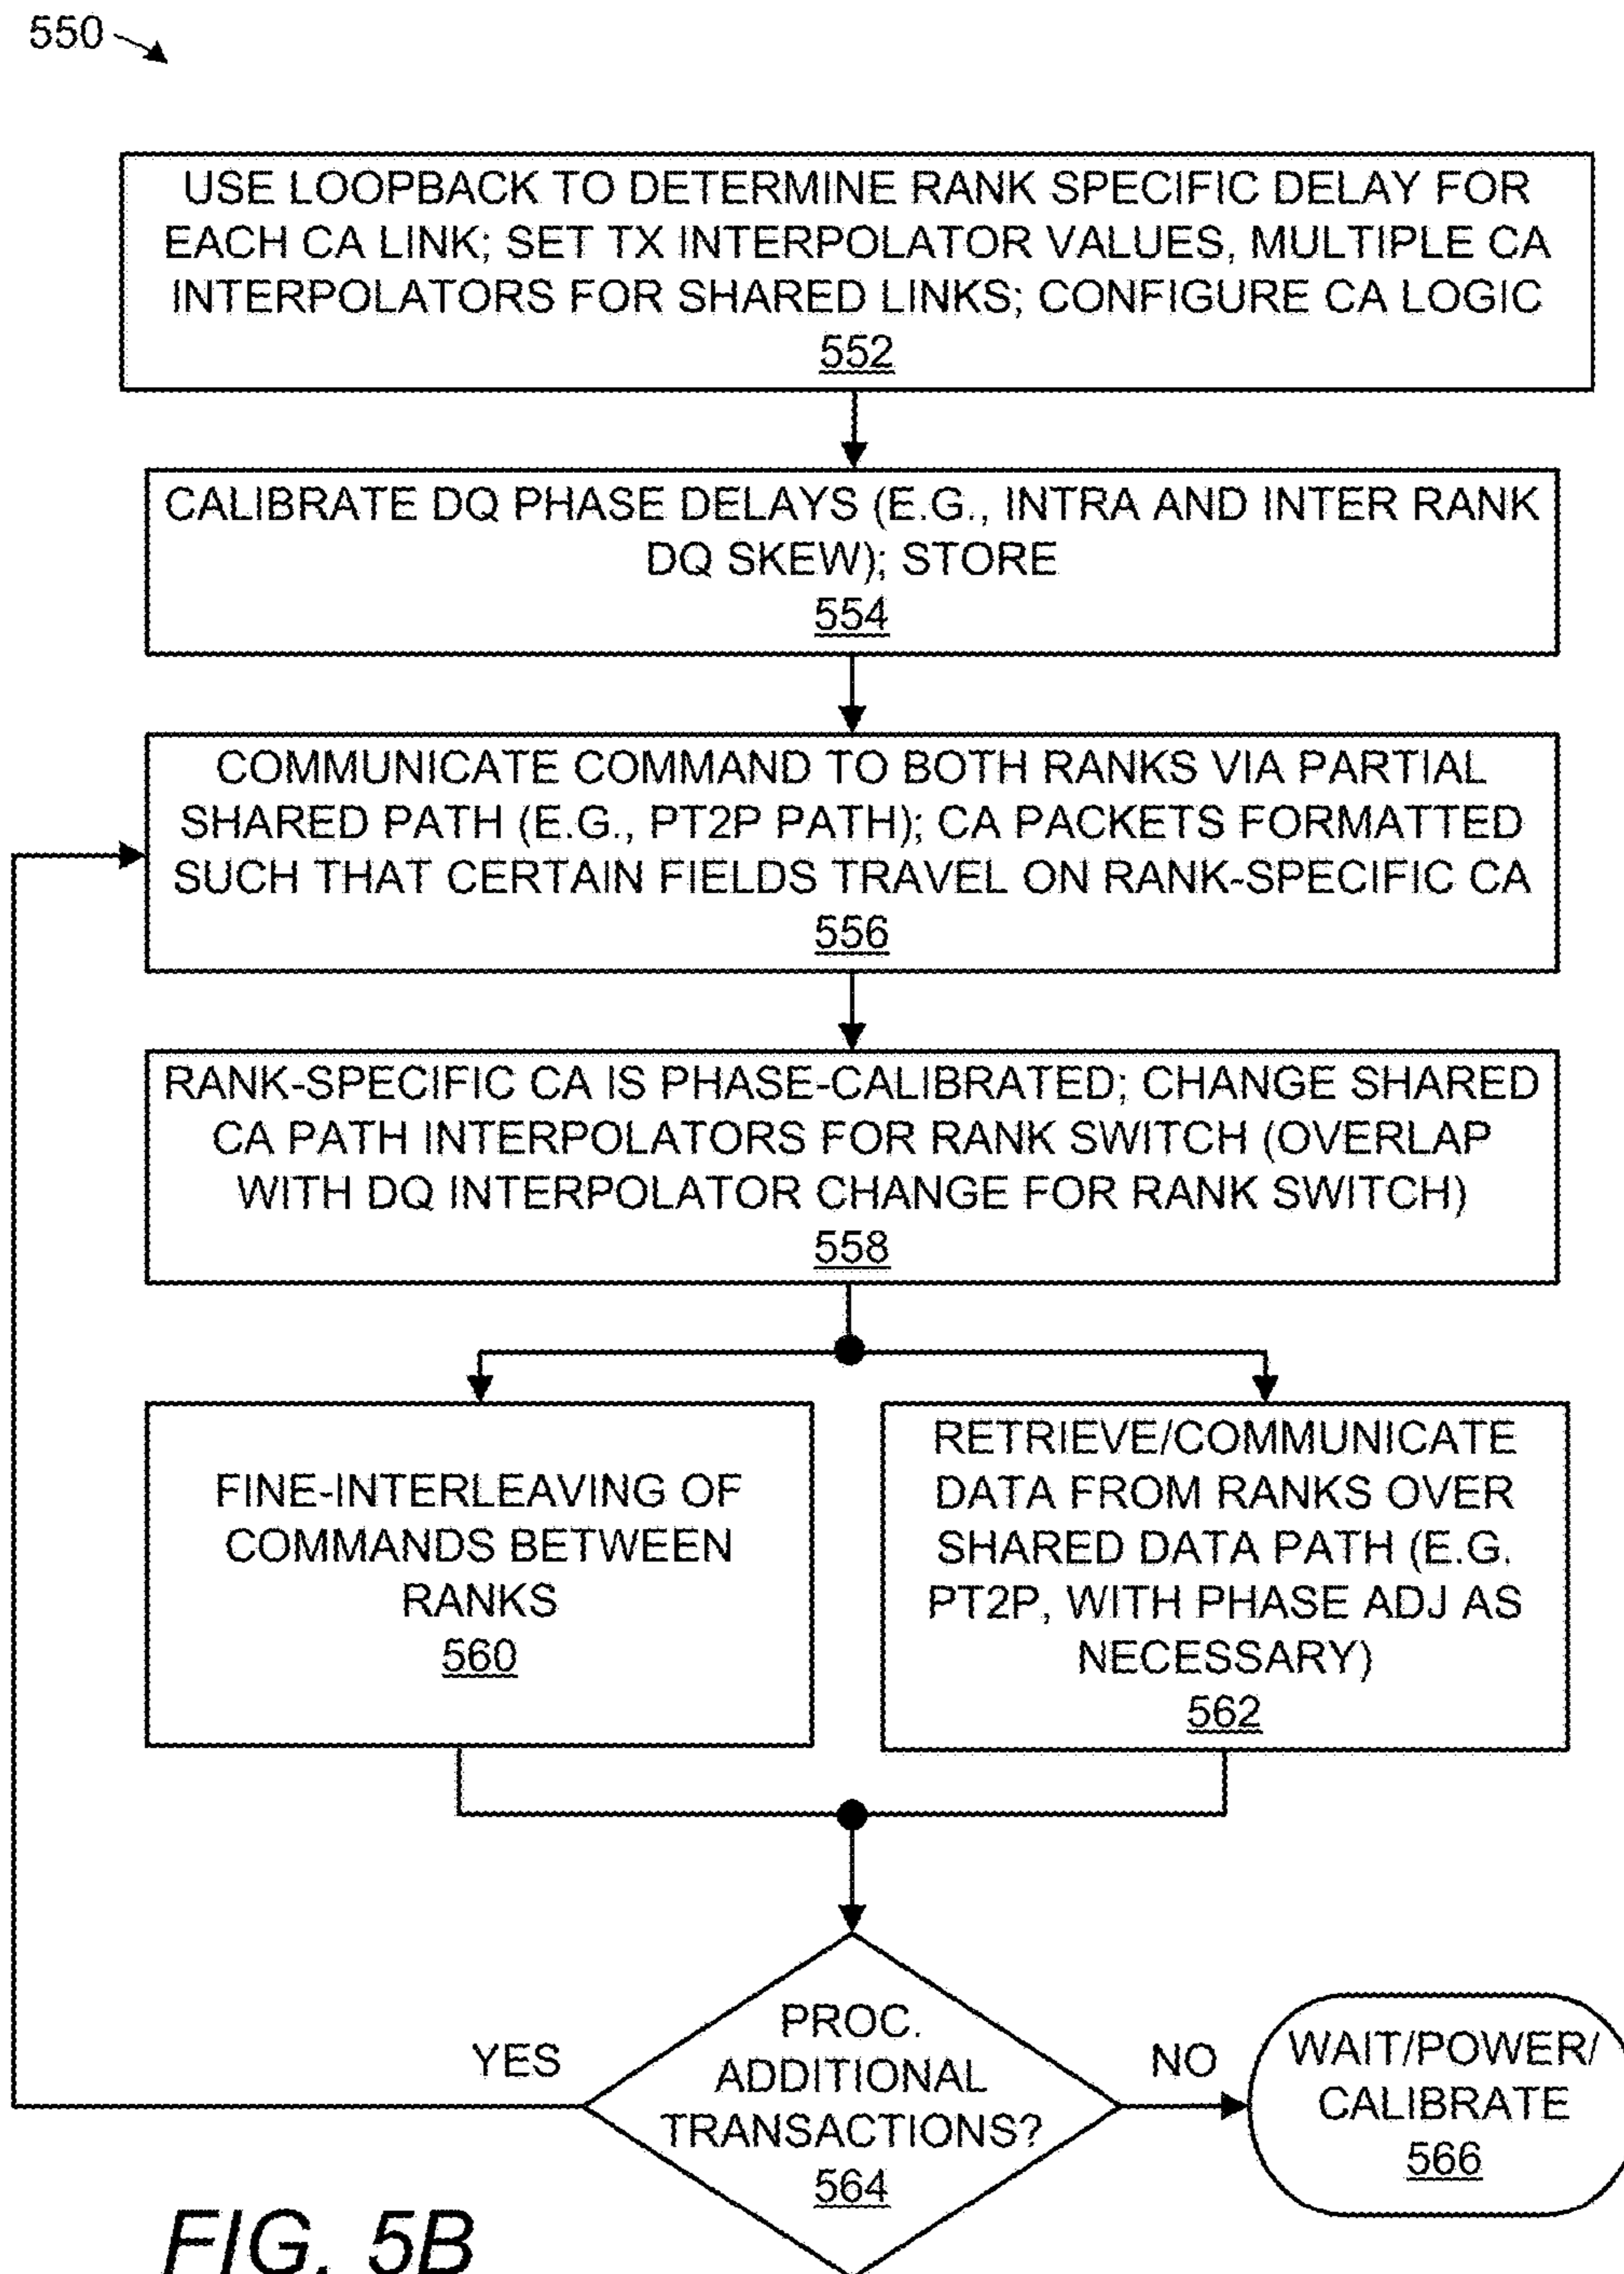 550
USE LOOPBACK TO DETERMINE RANK SPECIFIC DELAY FOR
EACH CA LINK; SET TX INTERPOLATOR VALUES, MULTIPLE CA
INTERPOLATORS FOR SHARED LINKS; CONFIGURE CA LOGIC
552
CALIBRATE DQ PHASE DELAYS (E.G., INTRA AND INTER RANK
DQ SKEW); STORE
554
COMMUNICATE COMMAND TO BOTH RANKS VIA PARTIAL
SHARED PATH (E.G., PT2P PATH); CA PACKETS FORMATTED
SUCH THAT CERTAIN FIELDS TRAVEL ON RANK-SPECIFIC CA
556
RANK-SPECIFIC CA IS PHASE-CALIBRATED; CHANGE SHARED
CA PATH INTERPOLATORS FOR RANK SWITCH (OVERLAP
WITH DQ INTERPOLATOR CHANGE FOR RANK SWITCH)
558
FINE-INTERLEAVING OF
COMMANDS BETWEEN
RANKS
560
RETRIEVE/COMMUNICATE
DATA FROM RANKS OVER
SHARED DATA PATH (E.G.
PT2P, WITH PHASE ADJ AS
NECESSARY)
562
PROC.
ADDITIONAL
TRANSACTIONS?
564
YES
NO
WAIT/POWER/
CALIBRATE
566
FIG. 5B